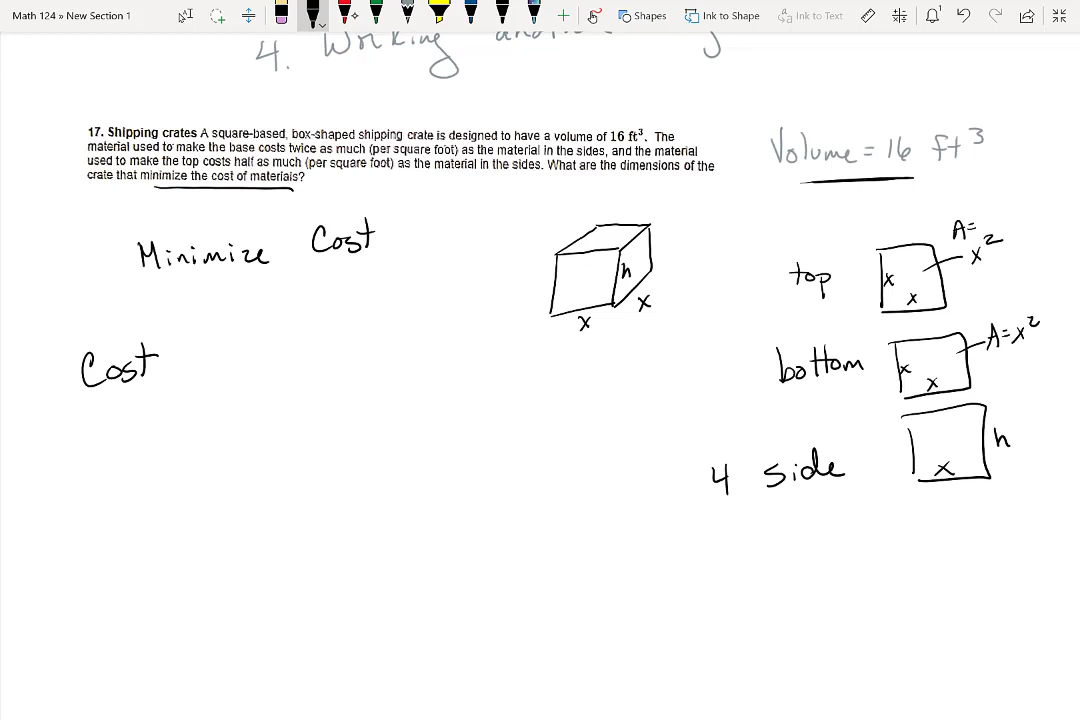 Math 124 » New Section 1
Shapes
Ink to Shape
Ink to Text
4. Working
17. Shipping crates A square-based, box-shaped shipping crate is designed to have a volume of 16 ft³. The
material used to make the base costs twice as much (per square foot) as the material in the sides, and the material
used to make the top costs half as much (per square foot) as the material in the sides. What are the dimensions of the
crate that minimize the cost of materials?
Volume = 16 ft³
Minimize Cost
h
x
x
top
x
x
A=
x²
Cost
bottom
x
x
A=x²
4 side
x
h